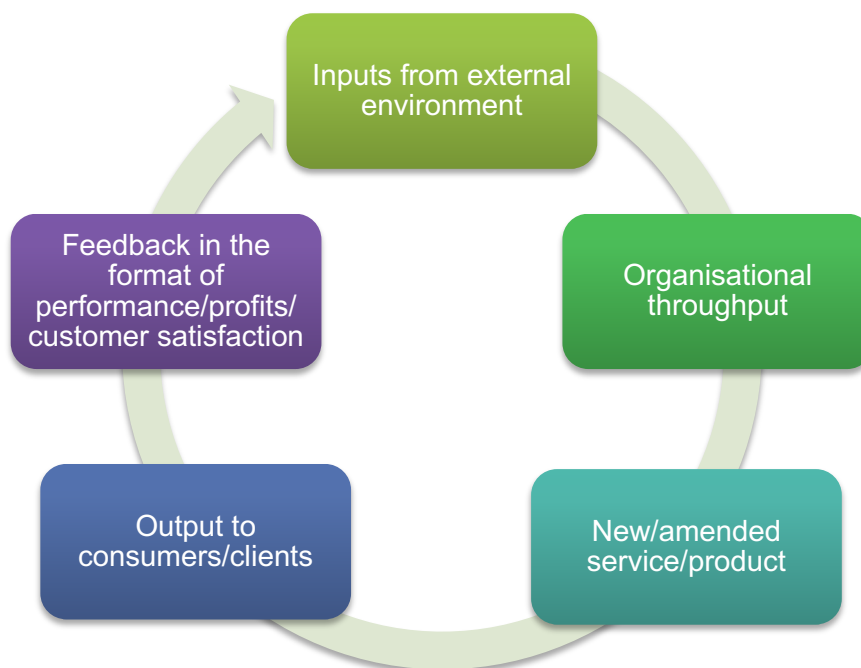 Inputs from external
environment
Organisational
throughput
New/amended
service/product
Output to
consumers/clients
Feedback in the
format of
performance/profits/
customer satisfaction